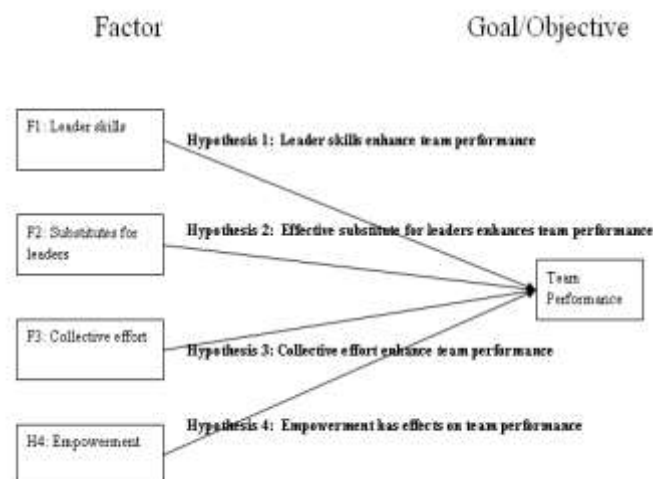 Factor
Goal/Objective
F1: Leader skills
Hypothesis 1: Leader skills enhance team performance
F2: Substitutes for
leaders
Hypothesis 2: Effective substitute for leaders enhances team performance
Team
Performance
F3: Collective effort
Hypothesis 3: Collective effort enhance team performance
Hypothesis 4: Empowerment has effects on team performance
H4: Empowerment